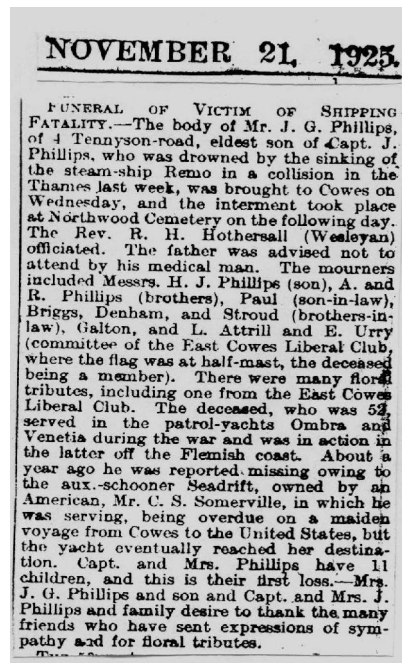 NOVEMBER 21, 1925.
FUNERAL OF VICTIM OF SHIPPING
FATALITY.—The body of Mr. J. G. Phillips,
of 4 Tennyson-road, eldest son of Capt. J.
Phillips, who was drowned by the sinking of
the steam-ship Remo in a collision in the
Thames last week, was brought to Cowes on
Wednesday, and the interment took place
at Northwood Cemetery on the following day.
The Rev. R. H. Hothersall (Wesleyan)
officiated. The father was advised not to
attend by his medical man. The mourners
included Messrs. H. J. Phillips (son), A. and
R. Phillips (brothers), Paul (son-in-law),
Briggs, Denham, and Stroud (brothers-in-
law), Galton, and L. Attrill and E. Urry
(committee of the East Cowes Liberal Club,
where the flag was at half-mast, the deceased
being a member). There were many floral
tributes, including one from the East Cowes
Liberal Club. The deceased, who was 52,
served in the patrol-yachts Ombra and
Venetia during the war and was in action in
the latter off the Flemish coast. About a
year ago he was reported missing owing to
the aux.-schooner Seadrift, owned by an
American, Mr. C. S. Somerville, in which he
was serving, being overdue on a maiden
voyage from Cowes to the United States, but
the yacht eventually reached her destina-
tion. Capt. and Mrs. Phillips have 11
children, and this is their first loss.—Mrs.
J. G. Phillips and son and Capt. and Mrs. J.
Phillips and family desire to thank the many
friends who have sent expressions of sym-
pathy and for floral tributes.